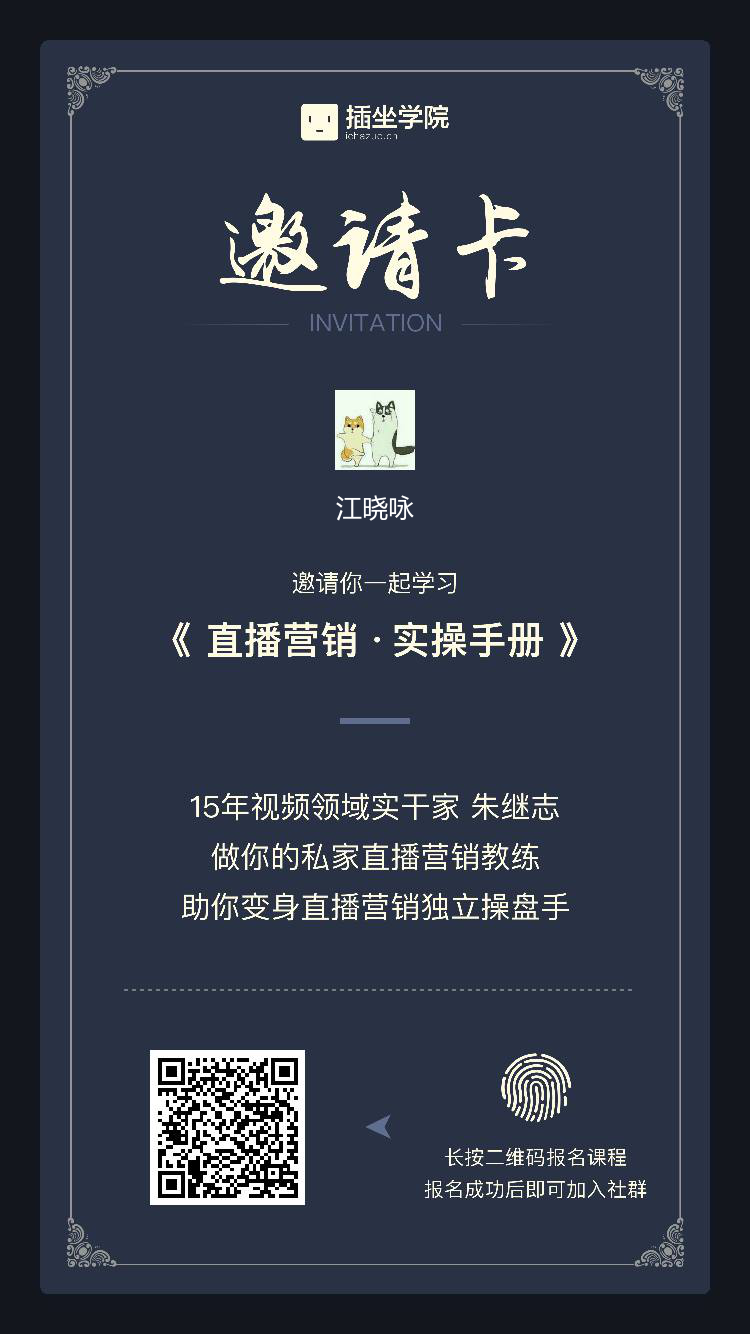 插坐学院
ichazuo.cn
邀请卡
INVITATION
江晓咏
邀请你一起学习
《 直播营销 · 实操手册 》
15年视频领域实干家 朱继志
做你的私家直播营销教练
助你变身直播营销独立操盘手
长按二维码报名课程
报名成功后即可加入社群